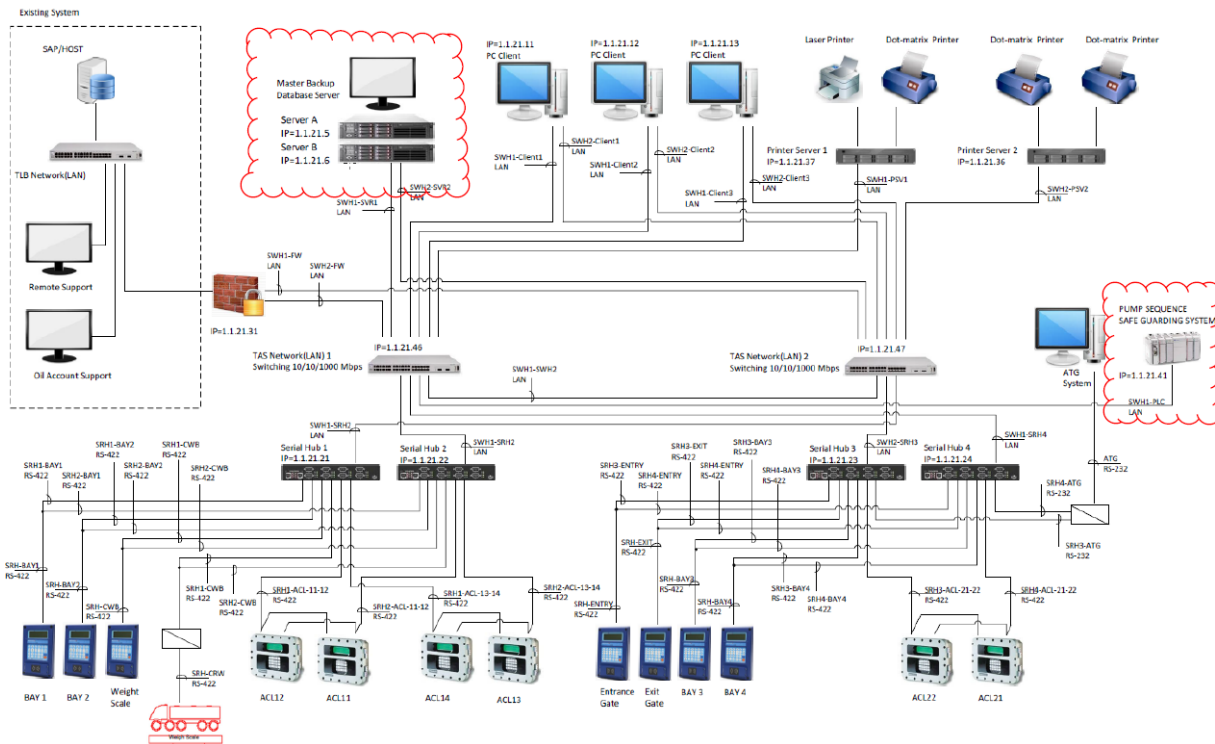 Existing System
SAP/HOST
TLB Network(LAN)
Remote Support
Oil Account Support
Master Backup
Database Server
Server A
IP=1.1.21.5
Server B
IP=1.1.21.6
SWH2-SVR2
LAN
SWH1-SVR1
LAN
IP=1.1.21.11
PC Client
IP=1.1.21.12
PC Client
IP=1.1.21.13
PC Client
SWH1-Client1
LAN
SWH2-Client1
LAN
SWH1-Client2
LAN
SWH2-Client2
LAN
SWH1-Client3
LAN
SWH2-Client3
LAN
Laser Printer
Dot-matrix Printer
Dot-matrix Printer
Dot-matrix Printer
Printer Server 1
IP=1.1.21.37
Printer Server 2
IP=1.1.21.36
SWH1-PSV1
LAN
SWH2-PSV2
LAN
SWH1-FW
LAN
SWH2-FW
LAN
IP=1.1.21.31
IP=1.1.21.46
TAS Network(LAN) 1
Switching 10/10/1000 Mbps
IP=1.1.21.47
TAS Network(LAN) 2
Switching 10/10/1000 Mbps
SWH1-SWH2
LAN
ATG
System
PUMP SEQUENCE
SAFE GUARDING SYSTEM
IP=1.1.21.41
SWH1-PLC
LAN
SWH1-SRH2
LAN
Serial Hub 1
IP=1.1.21.21
Serial Hub 2
IP=1.1.21.22
SWH1-SRH2
LAN
Serial Hub 3
IP=1.1.21.23
SWH2-SRH3
LAN
Serial Hub 4
IP=1.1.21.24
SWH1-SRH4
LAN
SRH1-BAY1
RS-422
SRH2-BAY1
RS-422
SRH1-BAY2
RS-422
SRH2-BAY2
RS-422
SRH1-CWB
RS-422
SRH2-CWB
RS-422
SRH3-ENTRY
RS-422
SRH3-EXIT
RS-422
SRH4-ENTRY
RS-422
SRH4-ENTRY
RS-422
SRH3-BAY3
RS-422
SRH4-BAY3
RS-422
ATG
RS-232
SRH4-ATG
RS-232
SRH3-ATG
RS-232
SRH-BAY1
RS-422
SRH-BAY2
RS-422
SRH-CWB
RS-422
SRH1-CWB
RS-422
SRH2-CWB
RS-422
SRH1-ACL-11-12
RS-422
SRH2-ACL-11-12
RS-422
SRH1-ACL-13-14
RS-422
SRH2-ACL-13-14
RS-422
SRH-ENTRY
RS-422
SRH-EXIT
RS-422
SRH-BAY3
RS-422
SRH-BAY4
RS-422
SRH3-BAY4
RS-422
SRH4-BAY4
RS-422
SRH3-ACL-21-22
RS-422
SRH4-ACL-21-22
RS-422
SRH-CRW
RS-422
BAY 1
BAY 2
Weight
Scale
ACL12
ACL11
ACL14
ACL13
Entrance
Gate
Exit
Gate
BAY 3
BAY 4
ACL22
ACL21
Weigh Scale